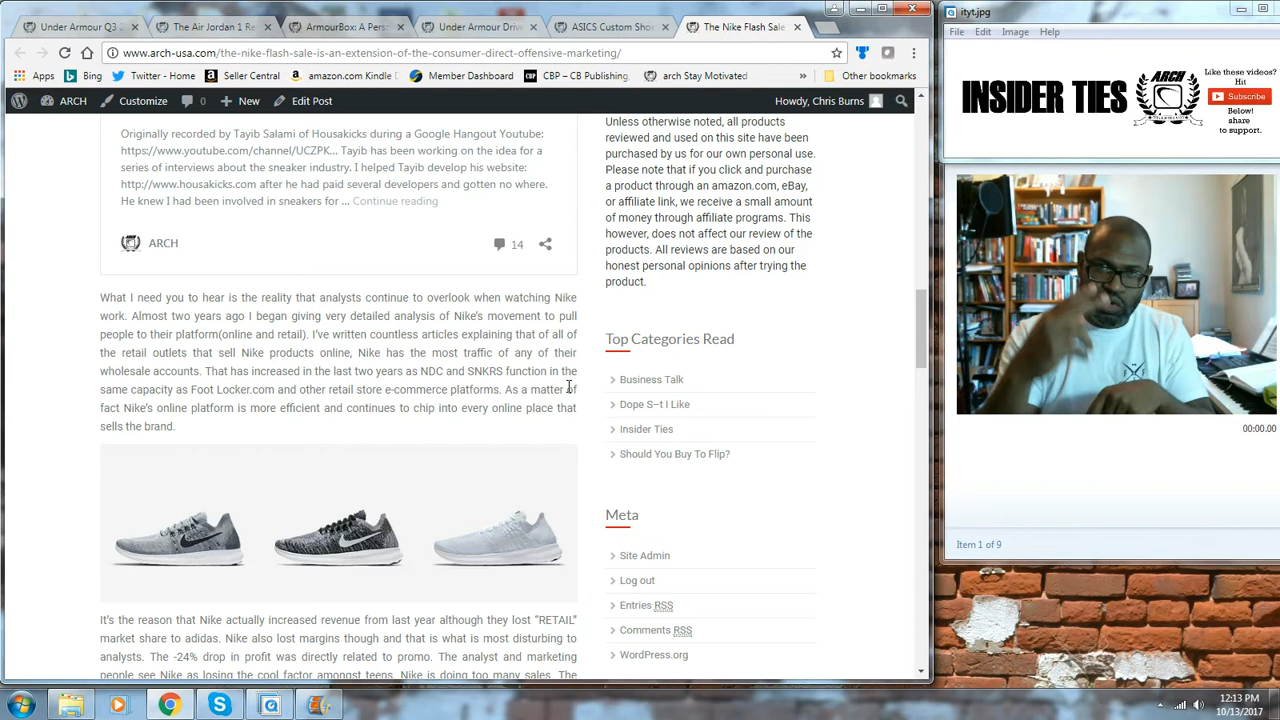 Under Armour Q3
The Air Jordan 1 Re
ArmourBox: A Pers
Under Armour Drive
ASICS Custom Shoe
The Nike Flash Sale
www.arch-usa.com/the-nike-flash-sale-is-an-extension-of-the-consumer-direct-offensive-marketing/
Apps Bing Twitter - Home Seller Central amazon.com Kindle Member Dashboard CBP – CB Publishing, arch Stay Motivated » Other bookmarks
ARCH Customize 0 New Edit Post Howdy, Chris Burns
Originally recorded by Tayib Salami of Housakicks during a Google Hangout Youtube:
https://www.youtube.com/channel/UCZPK... Tayib has been working on the idea for a
series of interviews about the sneaker industry. I helped Tayib develop his website:
http://www.housakicks.com after he had paid several developers and gotten no where.
He knew I had been involved in sneakers for ... Continue reading
ARCH 14
What I need you to hear is the reality that analysts continue to overlook when watching Nike
work. Almost two years ago I began giving very detailed analysis of Nike's movement to pull
people to their platform(online and retail). I've written countless articles explaining that of all of
the retail outlets that sell Nike products online, Nike has the most traffic of any of their
wholesale accounts. That has increased in the last two years as NDC and SNKRS function in the
same capacity as Foot Locker.com and other retail store e-commerce platforms. As a matter of
fact Nike's online platform is more efficient and continues to chip into every online place that
sells the brand.
It's the reason that Nike actually increased revenue from last year although they lost "RETAIL"
market share to adidas. Nike also lost margins though and that is what is most disturbing to
analysts. The -24% drop in profit was directly related to promo. The analyst and marketing
people see Nike as losing the cool factor amongst teens. Nike is doing too many sales. The
Unless otherwise noted, all products
reviewed and used on this site have been
purchased by us for our own personal use.
Please note that if you click and purchase
a product through an amazon.com, eBay,
or affiliate link, we receive a small amount
of money through affiliate programs. This
however, does not affect our review of the
products. All reviews are based on our
honest personal opinions after trying the
product.
Top Categories Read
Business Talk
Dope S–t I Like
Insider Ties
Should You Buy To Flip?
Meta
Site Admin
Log out
Entries RSS
Comments RSS
WordPress.org
ityt.jpg
File Edit Image Help
INSIDER TIES
ARCH
Like these videos?
Hit
Subscribe
Below!
share
to support.
00:00.00
Item 1 of 9
12:13 PM
10/13/2017